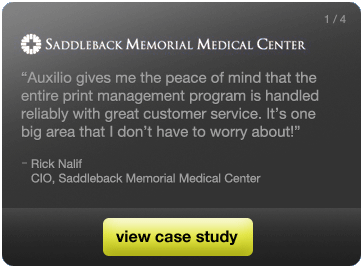 1 / 4
SADDLEBACK MEMORIAL MEDICAL CENTER
“Auxilio gives me the peace of mind that the
entire print management program is handled
reliably with great customer service. It’s one
big area that I don’t have to worry about!”
– Rick Nalif
CIO, Saddleback Memorial Medical Center
view case study